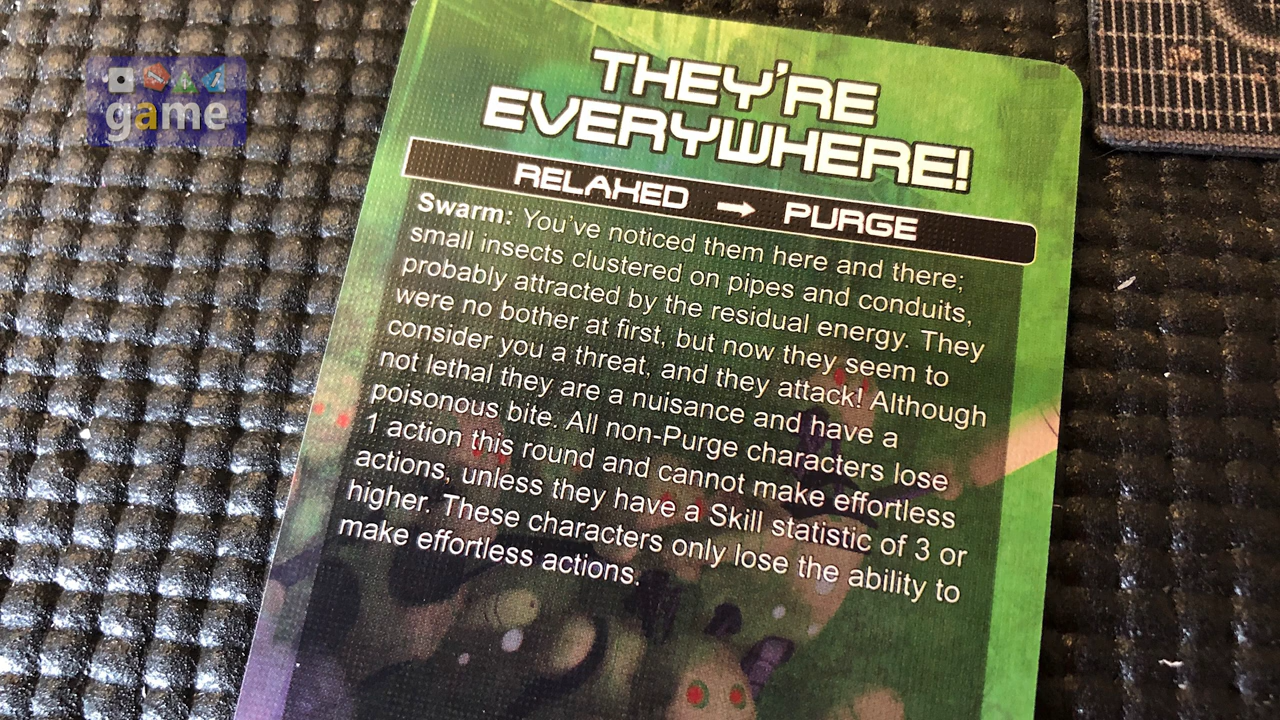 game
THEY'RE
EVERYWHERE!
RELAXED → PURGE
Swarm: You've noticed them here and there;
small insects clustered on pipes and conduits,
probably attracted by the residual energy. They
were no bother at first, but now they seem to
consider you a threat, and they attack! Although
not lethal they are a nuisance and have a
poisonous bite. All non-Purge characters lose
1 action this round and cannot make effortless
actions, unless they have a Skill statistic of 3 or
higher. These characters only lose the ability to
make effortless actions.